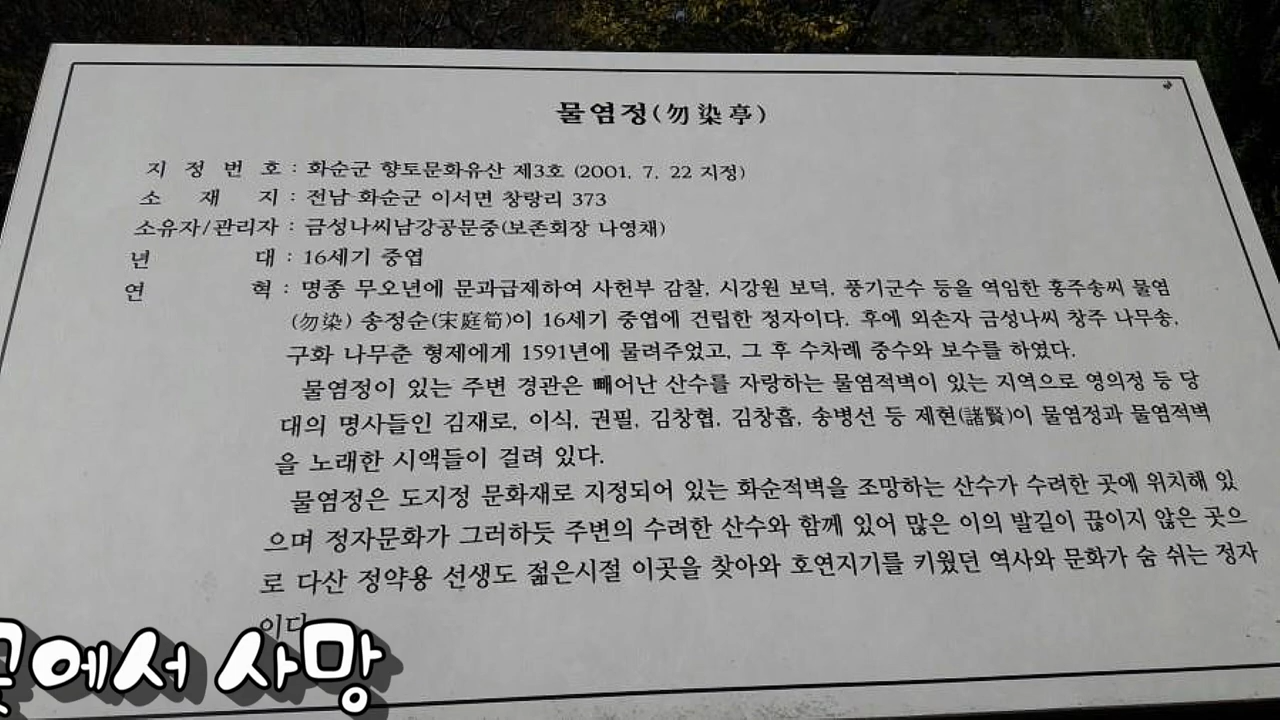 물염정(勿染亭)
지 정 번 호 : 화순군 향토문화유산 제3호 (2001. 7. 22 지정)
소 재 지 : 전남 화순군 이서면 창랑리 373
소유자/관리자 : 금성나씨남강공문중(보존회장 나영채)
년 대 : 16세기 중엽
연 혁 : 명종 무오년에 문과급제하여 사헌부 감찰, 시강원 보덕, 풍기군수 등을 역임한 홍주송씨 물염
(勿染) 송정순(宋庭筍)이 16세기 중엽에 건립한 정자이다. 후에 외손자 금성나씨 창주 나무송,
구화 나무춘 형제에게 1591년에 물려주었고, 그 후 수차례 중수와 보수를 하였다.
물염정이 있는 주변 경관은 빼어난 산수를 자랑하는 물염적벽이 있는 지역으로 영의정 등 당
대의 명사들인 김재로, 이식, 권필, 김창협, 김창흡, 송병선 등 제현(諸賢)이 물염정과 물염적벽
을 노래한 시액들이 걸려 있다.
물염정은 도지정 문화재로 지정되어 있는 화순적벽을 조망하는 산수가 수려한 곳에 위치해 있
으며 정자문화가 그러하듯 주변의 수려한 산수와 함께 있어 많은 이의 발길이 끊이지 않은 곳으
로 다산 정약용 선생도 젊은시절 이곳을 찾아와 호연지기를 키웠던 역사와 문화가 숨 쉬는 정자
이다
곳에서 사망